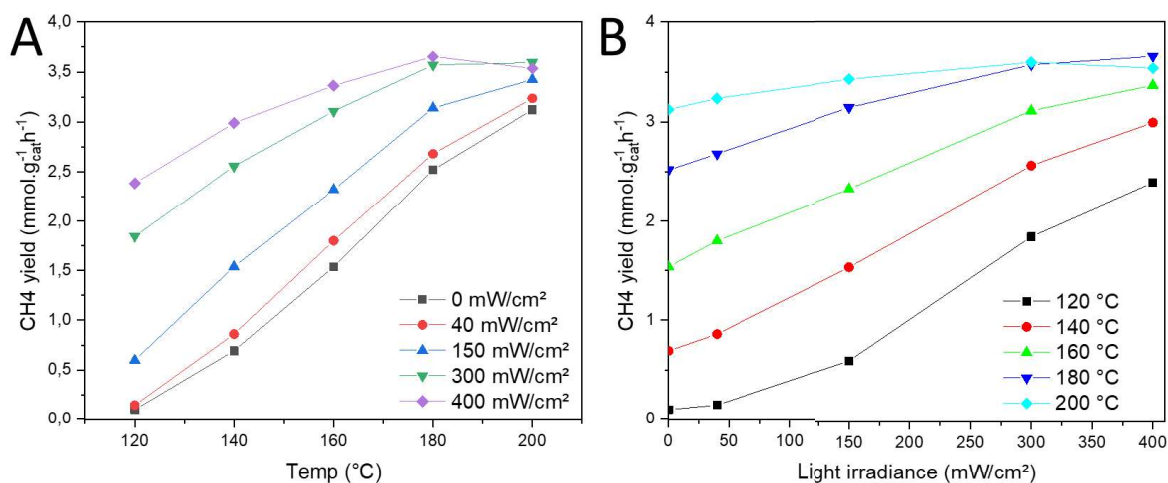 A
CH4 yield (mmol.g⁻¹cath⁻¹)
4,0
3,5
3,0
2,5
2,0
1,5
1,0
0,5
0,0
120
140
160
180
200
Temp (°C)
0 mW/cm²
40 mW/cm²
150 mW/cm²
300 mW/cm²
400 mW/cm²
B
CH4 yield (mmol.g⁻¹cath⁻¹)
4
3
2
1
0
0
50
100
150
200
250
300
350
400
Light irradiance (mW/cm²)
120 °C
140 °C
160 °C
180 °C
200 °C